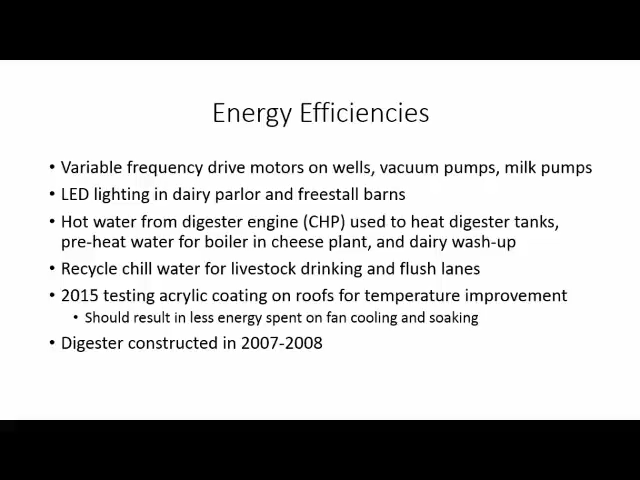 Energy Efficiencies
• Variable frequency drive motors on wells, vacuum pumps, milk pumps
• LED lighting in dairy parlor and freestall barns
• Hot water from digester engine (CHP) used to heat digester tanks,
pre-heat water for boiler in cheese plant, and dairy wash-up
• Recycle chill water for livestock drinking and flush lanes
• 2015 testing acrylic coating on roofs for temperature improvement
• Should result in less energy spent on fan cooling and soaking
• Digester constructed in 2007-2008